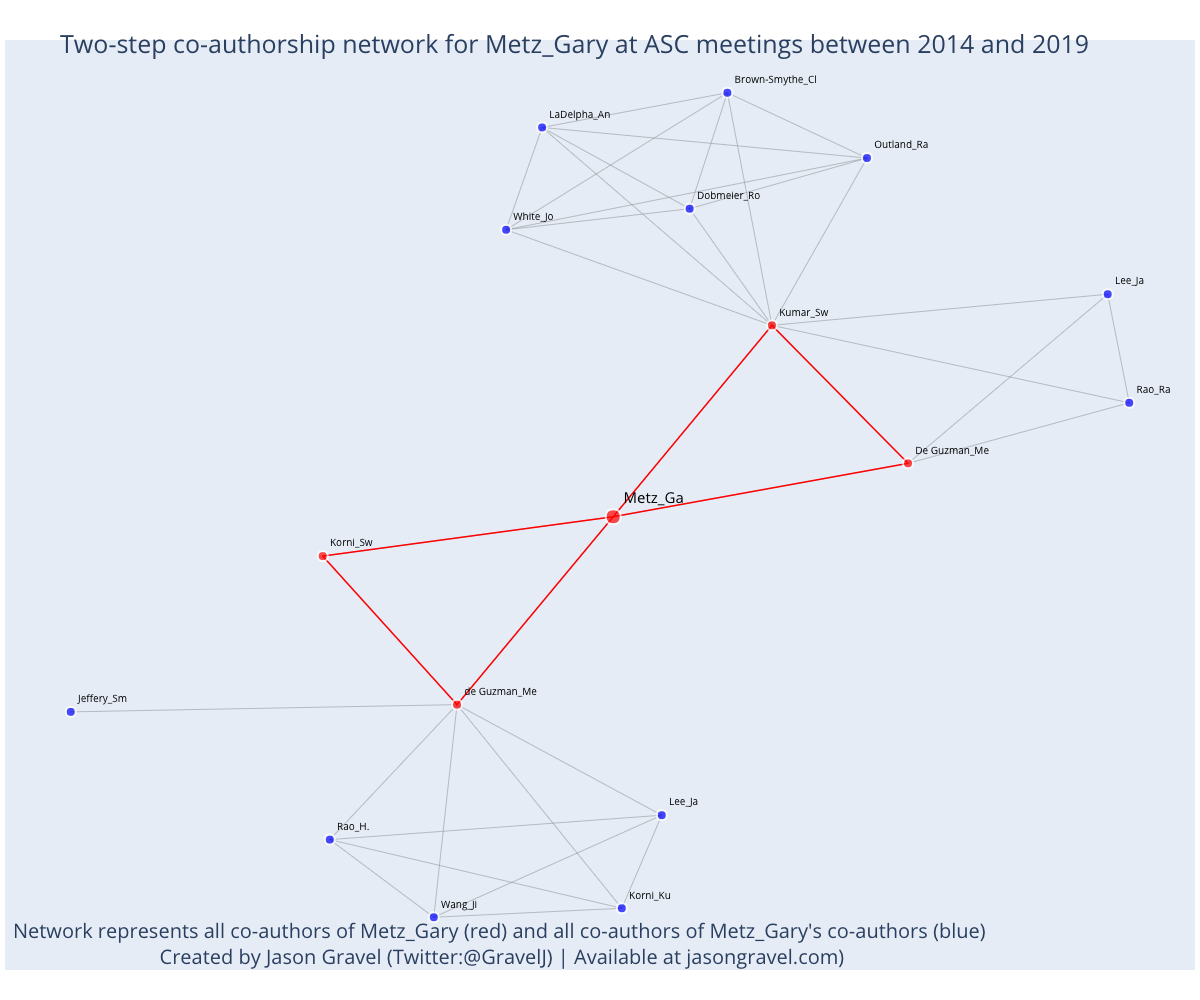 Two-step co-authorship network for Metz_Gary at ASC meetings between 2014 and 2019
Brown-Smythe_Cl
LaDelpha_An
Outland_Ra
Dobmeier_Ro
White_Jo
Lee_Ja
Kumar_Sw
Rao_Ra
De Guzman_Me
Metz_Ga
Korni_Sw
de Guzman_Me
Jeffery_Sm
Lee_Ja
Rao_H.
Korni_Ku
Wang_Ji
Network represents all co-authors of Metz_Gary (red) and all co-authors of Metz_Gary's co-authors (blue)
Created by Jason Gravel (Twitter:@GravelJ) | Available at jasongravel.com)